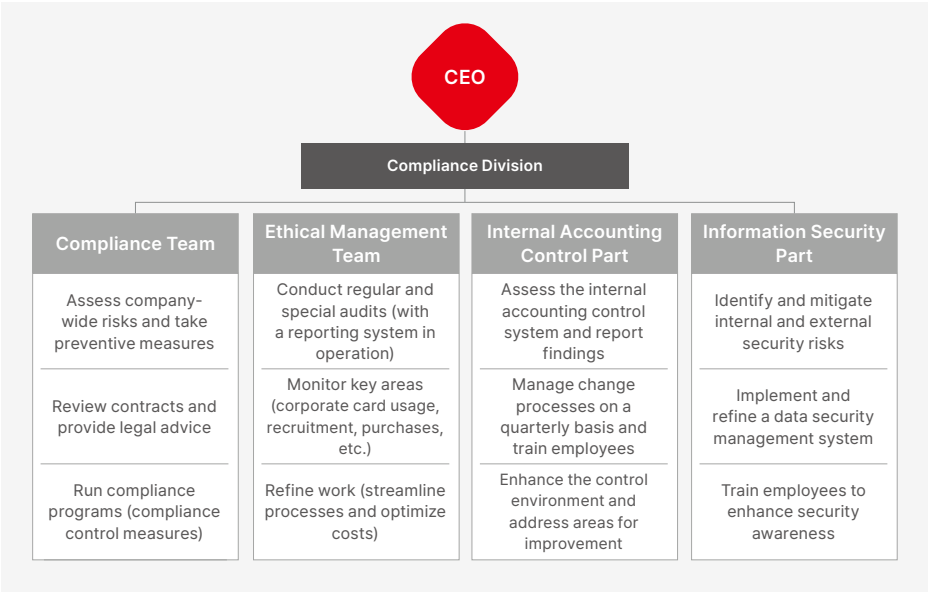 CEO
Compliance Division
Compliance Team
Assess company-
wide risks and take
preventive measures
Review contracts and
provide legal advice
Run compliance
programs (compliance
control measures)
Ethical Management
Team
Conduct regular and
special audits (with
a reporting system in
operation)
Monitor key areas
(corporate card usage,
recruitment, purchases,
etc.)
Refine work (streamline
processes and optimize
costs)
Internal Accounting
Control Part
Assess the internal
accounting control
system and report
findings
Manage change
processes on a
quarterly basis and
train employees
Enhance the control
environment and
address areas for
improvement
Information Security
Part
Identify and mitigate
internal and external
security risks
Implement and
refine a data security
management system
Train employees to
enhance security
awareness